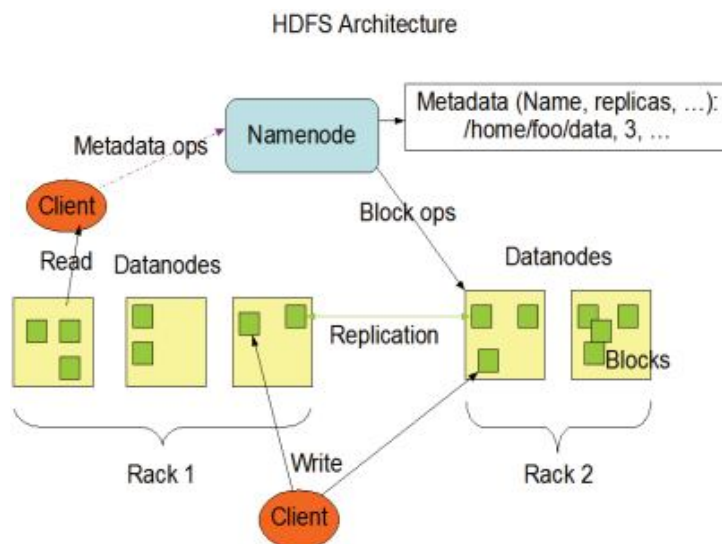 HDFS Architecture
Metadata (Name, replicas, …):
/home/foo/data, 3, …
Namenode
Metadata ops
Client
Block ops
Read
Datanodes
Datanodes
Replication
Blocks
Rack 1
Write
Rack 2
Client